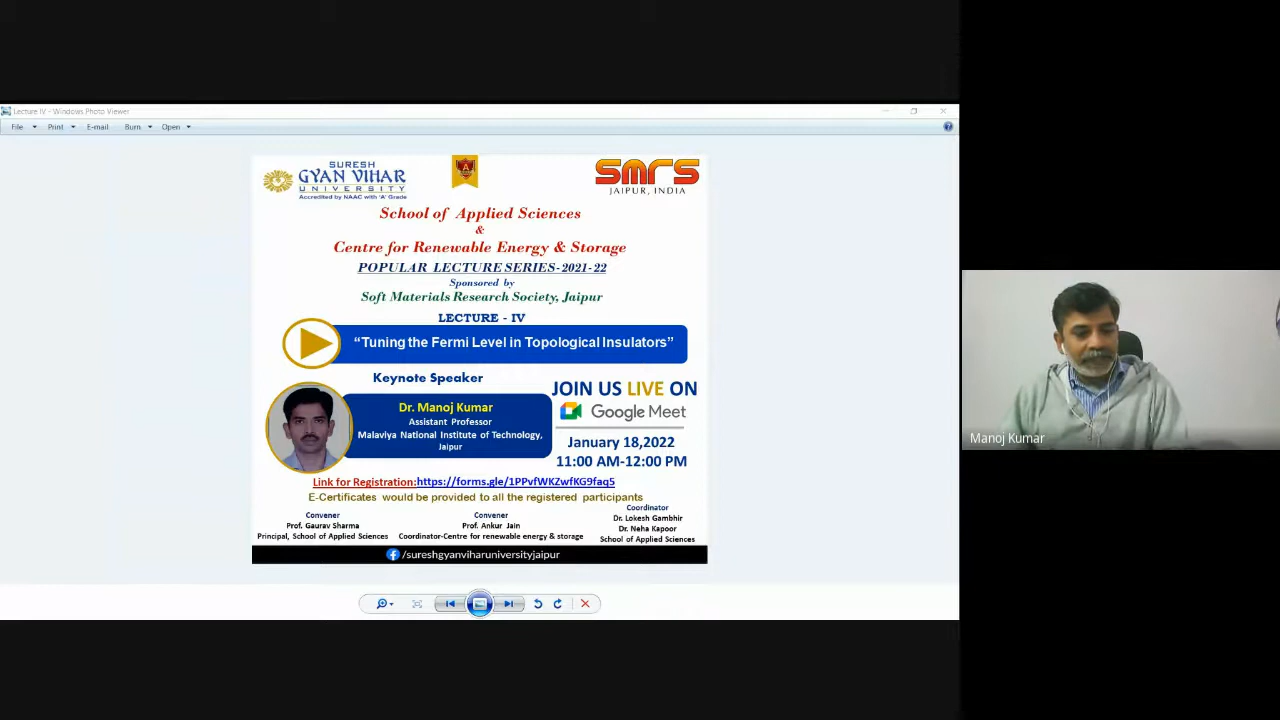 Lecture IV - Windows Photo Viewer
File Print E-mail Burn Open
SURESH
GYAN VIHAR
UNIVERSITY
Accredited by NAAC with 'A' Grade
SMRS
JAIPUR, INDIA
School of Applied Sciences
&
Centre for Renewable Energy & Storage
POPULAR LECTURE SERIES-2021-22
Sponsored by
Soft Materials Research Society, Jaipur
LECTURE - IV
“Tuning the Fermi Level in Topological Insulators”
Keynote Speaker
Dr. Manoj Kumar
Assistant Professor
Malaviya National Institute of Technology,
Jaipur
JOIN US LIVE ON
Google Meet
January 18,2022
11:00 AM-12:00 PM
Link for Registration:https://forms.gle/1PPvfWKZwfKG9faq5
E-Certificates would be provided to all the registered participants
Convener
Prof. Gaurav Sharma
Principal, School of Applied Sciences
Convener
Prof. Ankur Jain
Coordinator-Centre for renewable energy & storage
Coordinator
Dr. Lokesh Gambhir
Dr. Neha Kapoor
School of Applied Sciences
/sureshgyanviharuniversityjaipur
Manoj Kumar